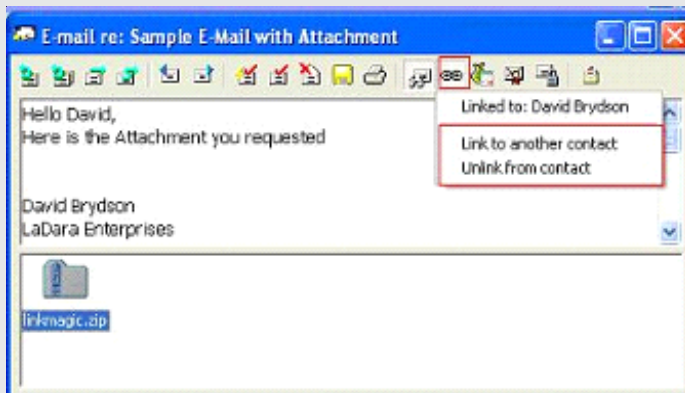 E-mail re: Sample E-Mail with Attachment
Linked to: David Brydson
Link to another contact
Unlink from contact
Hello David,
Here is the Attachment you requested
David Brydson
LaDara Enterprises
linkmagic.zip